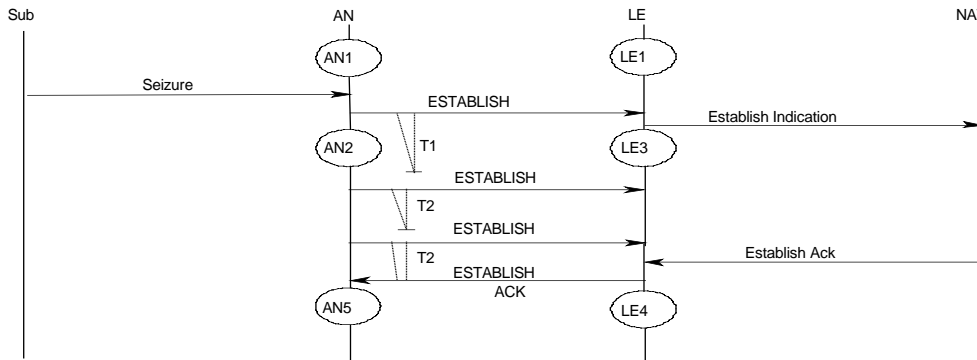 Sub AN LE NA
AN1 LE1
Seizure
ESTABLISH
Establish Indication
AN2 T1 LE3
ESTABLISH
T2
ESTABLISH
Establish Ack
T2
ESTABLISH
ACK
AN5 LE4